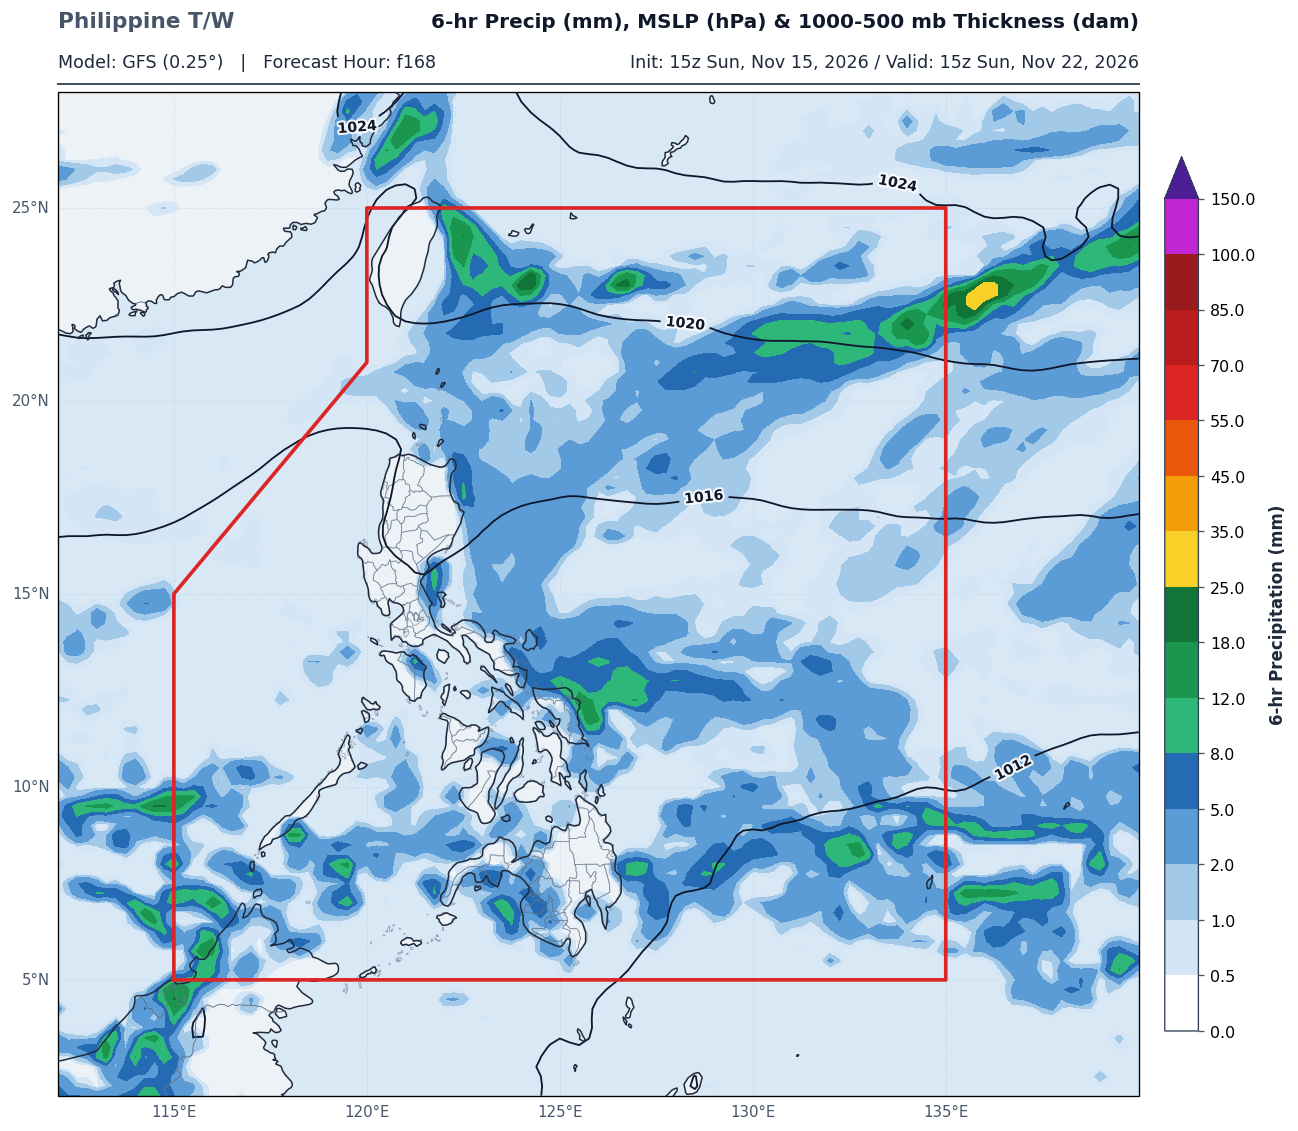 Philippine T/W
6-hr Precip (mm), MSLP (hPa) & 1000-500 mb Thickness (dam)
Model: GFS (0.25°) | Forecast Hour: f168
Init: 15z Sun, Nov 15, 2026 / Valid: 15z Sun, Nov 22, 2026
1024
1024
1020
1016
1012
25°N
20°N
15°N
10°N
5°N
115°E
120°E
125°E
130°E
135°E
150.0
100.0
85.0
70.0
55.0
45.0
35.0
25.0
18.0
12.0
8.0
5.0
2.0
1.0
0.5
0.0
6-hr Precipitation (mm)